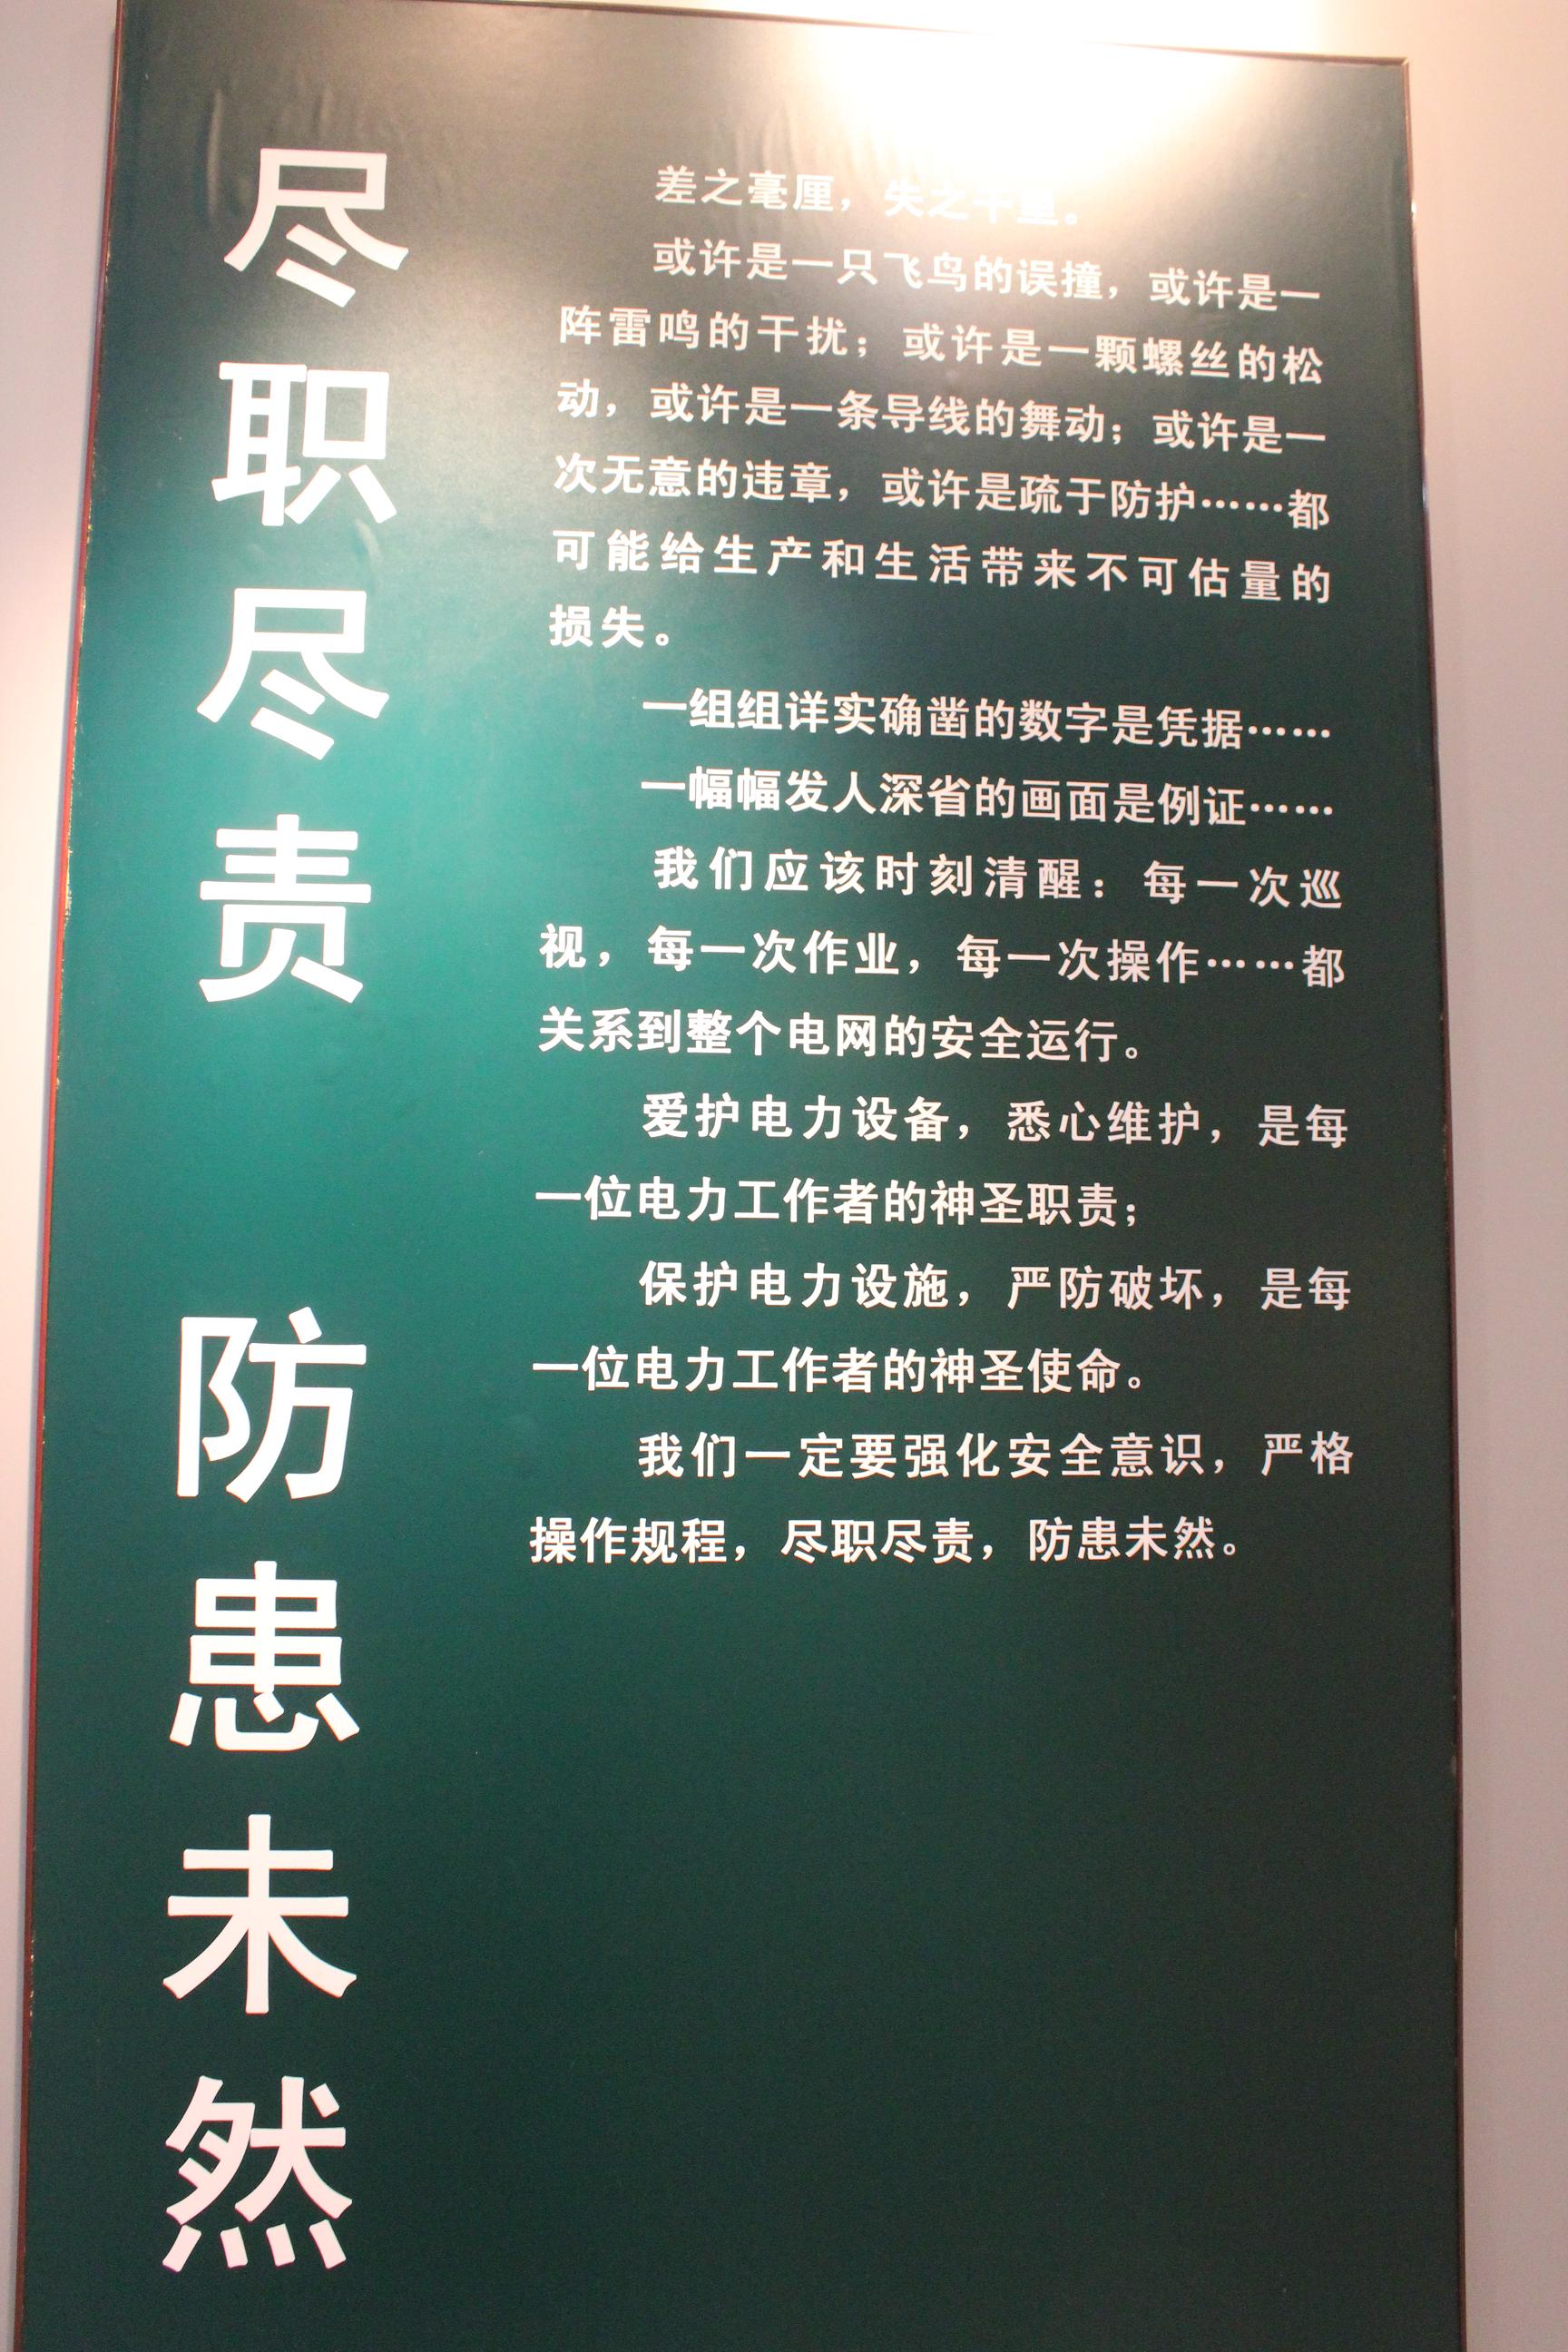 尽职尽责 防患未然
差之毫厘，失之千里。
或许是一只飞鸟的误撞，或许是一
阵雷鸣的干扰；或许是一颗螺丝的松
动，或许是一条导线的舞动；或许是一
次无意的违章，或许是疏于防护……都
可能给生产和生活带来不可估量的
损失。
一组组详实确凿的数字是凭据……
一幅幅发人深省的画面是例证……
我们应该时刻清醒：每一次巡
视，每一次作业，每一次操作……都
关系到整个电网的安全运行。
爱护电力设备，悉心维护，是每
一位电力工作者的神圣职责；
保护电力设施，严防破坏，是每
一位电力工作者的神圣使命。
我们一定要强化安全意识，严格
操作规程，尽职尽责，防患未然。